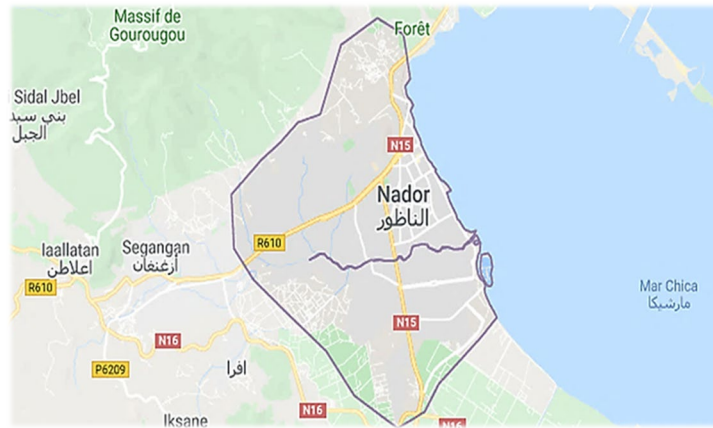 Massif de
Gourougou
Forêt
Sidal Jbel
بني سيد
الجبل
N15
Nador
الناظور
R610
Iaallatan
اعلاطن
Segangan
أزغنغان
R610
Mar Chica
مارشيكا
N15
N16
P6209
افرا
N16
N16
Iksane